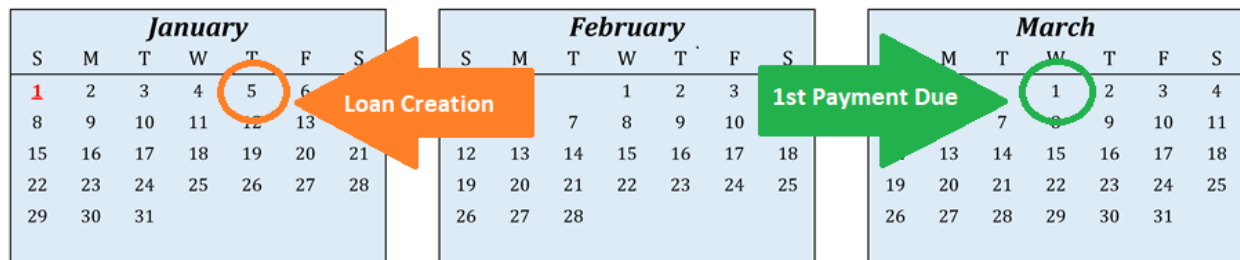 January
S M T W T F S
1 2 3 4 5 6
8 9 10 11 12 13
15 16 17 18 19 20 21
22 23 24 25 26 27 28
29 30 31
Loan Creation
February
S M T W T F S
1 2 3
7 8 9 10
12 13 14 15 16 17 18
19 20 21 22 23 24 25
26 27 28
1st Payment Due
March
M T W T F S
1 2 3 4
7 8 9 10 11
13 14 15 16 17 18
19 20 21 22 23 24 25
26 27 28 29 30 31